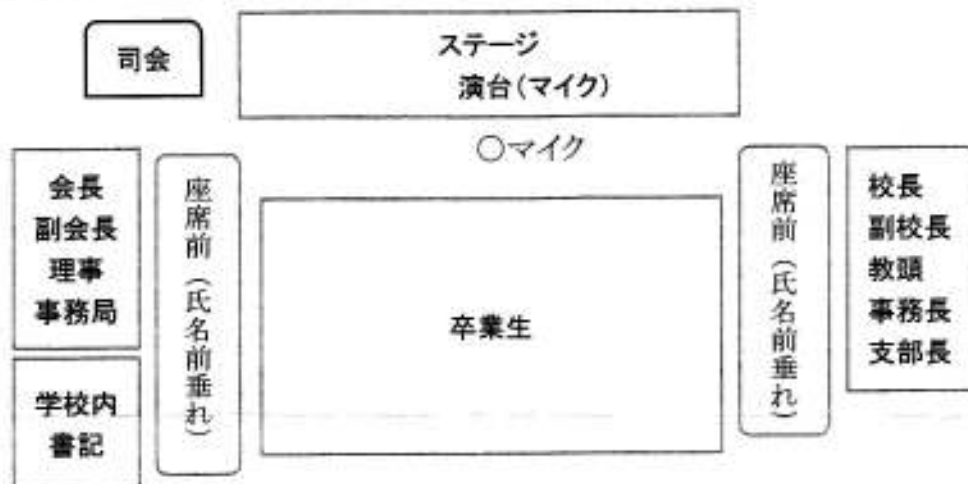 司会
ステージ
演台(マイク)
○マイク
会長
副会長
理事
事務局
学校内
書記
座席前(氏名前垂れ)
卒業生
座席前(氏名前垂れ)
校長
副校長
教頭
事務長
支部長